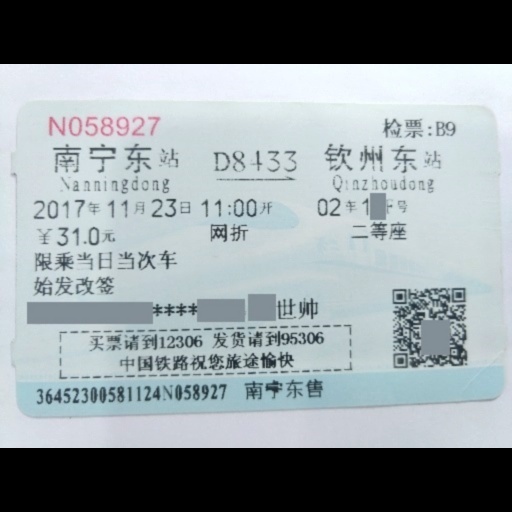 N058927
检票:B9
南宁东站 D8433 钦州东站
Nanningdong Qinzhoudong
2017年11月23日 11:00开 02车1 号
￥31.0元 网折 二等座
限乘当日当次车
始发改签
**** 世帅
买票请到12306 发货请到95306
中国铁路祝您旅途愉快
36452300581124N058927 南宁东售